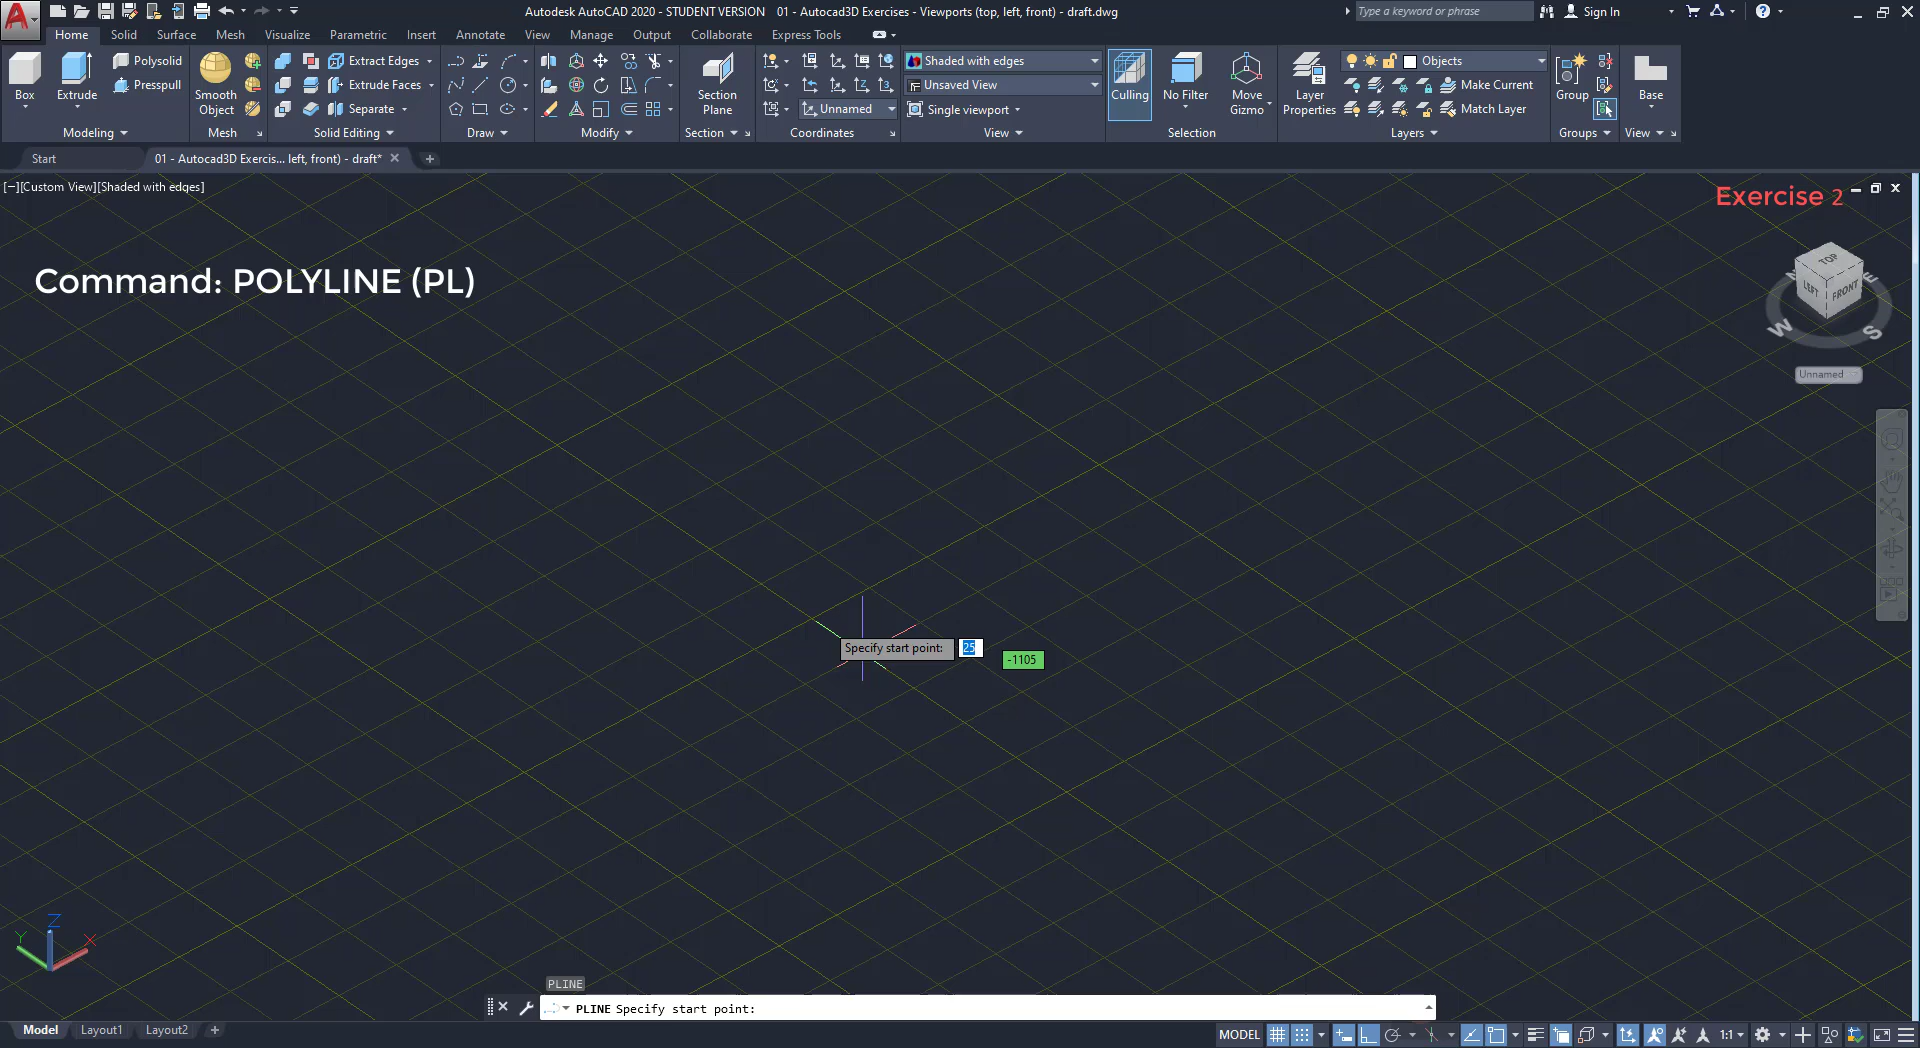 Autodesk AutoCAD 2020 - STUDENT VERSION 01 - Autocad3D Exercises - Viewports (top, left, front) - draft.dwg
Type a keyword or phrase
Sign In
Home Solid Surface Mesh Visualize Parametric Insert Annotate View Manage Output Collaborate Express Tools
Box
Extrude
Polysolid
Presspull
Modeling
Smooth
Object
Mesh
Extract Edges
Extrude Faces
Separate
Solid Editing
Draw
Modify
Section
Plane
Section
Unnamed
Coordinates
Shaded with edges
Unsaved View
Single viewport
View
Culling
No Filter
Move
Gizmo
Selection
Layer
Properties
Objects
Make Current
Match Layer
Layers
Group
Groups
Base
View
Start
01 - Autocad3D Exercis... left, front) - draft*
[−][Custom View][Shaded with edges]
Exercise 2
Command: POLYLINE (PL)
TOP
LEFT
FRONT
E
W
S
Unnamed
Specify start point: 25
-1105
Z
Y
X
PLINE
PLINE Specify start point:
Model Layout1 Layout2
MODEL
1:1